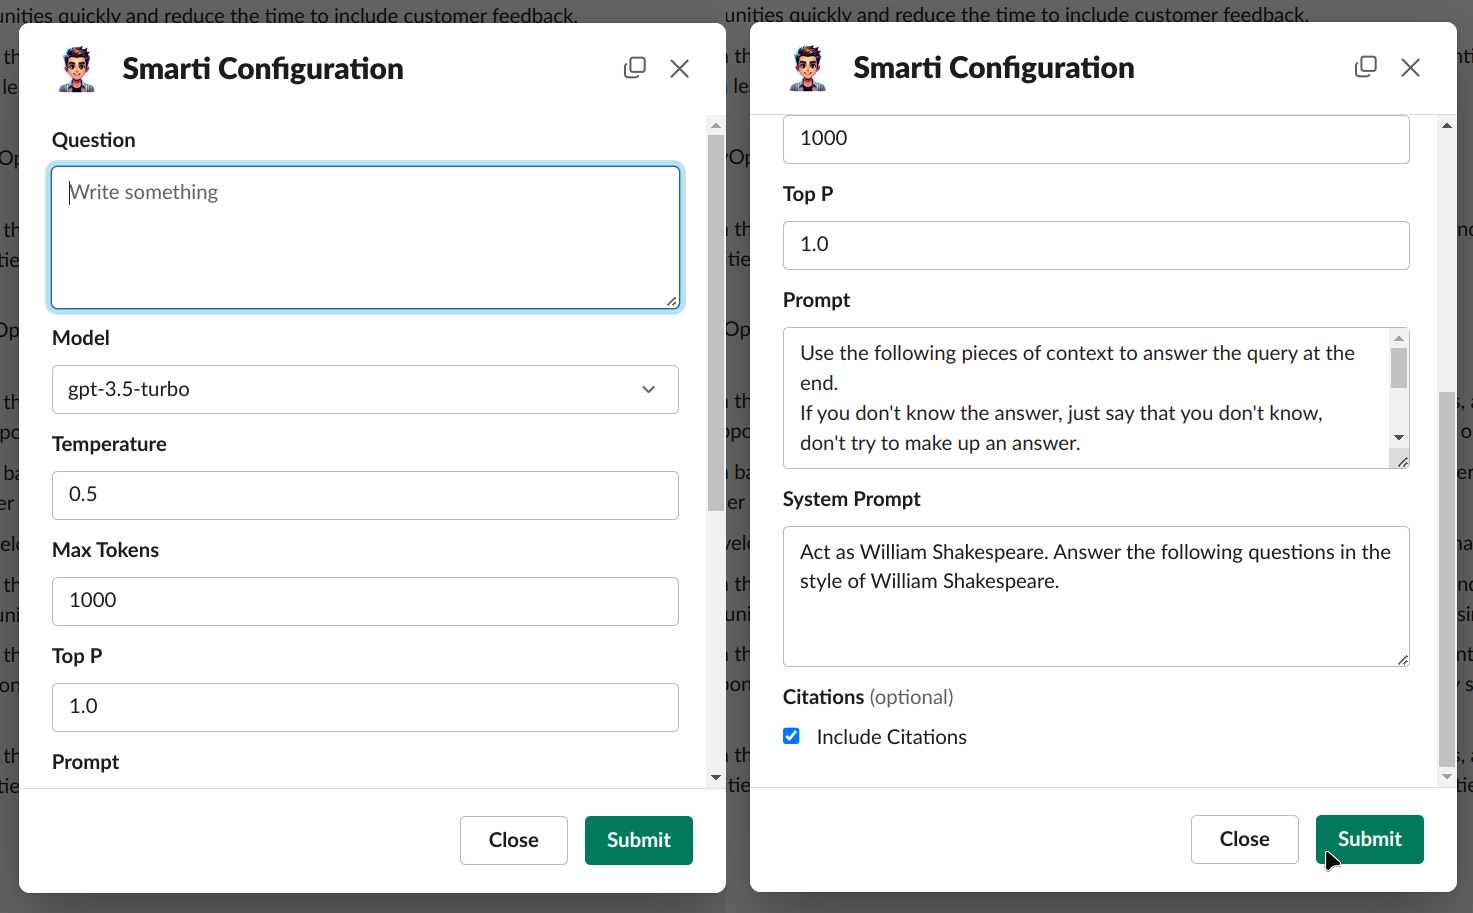 unities quickly and reduce the time to include customer feedback.
Smarti Configuration
Question
Write something
Model
gpt-3.5-turbo
Temperature
0.5
Max Tokens
1000
Top P
1.0
Prompt
Close
Submit
unities quickly and reduce the time to include customer feedback.
Smarti Configuration
1000
Top P
1.0
Prompt
Use the following pieces of context to answer the query at the
end.
If you don't know the answer, just say that you don't know,
don't try to make up an answer.
System Prompt
Act as William Shakespeare. Answer the following questions in the
style of William Shakespeare.
Citations (optional)
Include Citations
Close
Submit